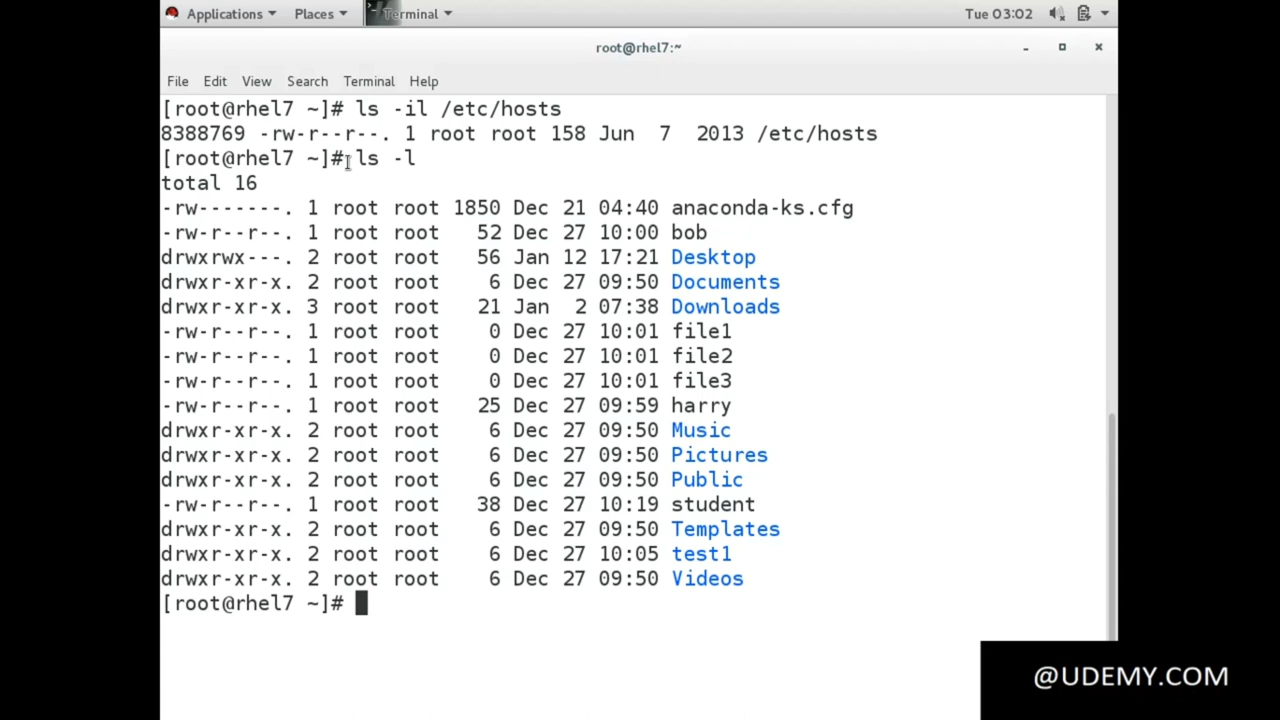 Applications Places Terminal Tue 03:02
root@rhel7:~
File Edit View Search Terminal Help
[root@rhel7 ~]# ls -il /etc/hosts
8388769 -rw-r--r--. 1 root root 158 Jun  7  2013 /etc/hosts
[root@rhel7 ~]# ls -l
total 16
-rw-------. 1 root root 1850 Dec 21 04:40 anaconda-ks.cfg
-rw-r--r--. 1 root root   52 Dec 27 10:00 bob
drwxrwx---. 2 root root   56 Jan 12 17:21 Desktop
drwxr-xr-x. 2 root root    6 Dec 27 09:50 Documents
drwxr-xr-x. 3 root root   21 Jan  2 07:38 Downloads
-rw-r--r--. 1 root root    0 Dec 27 10:01 file1
-rw-r--r--. 1 root root    0 Dec 27 10:01 file2
-rw-r--r--. 1 root root    0 Dec 27 10:01 file3
-rw-r--r--. 1 root root   25 Dec 27 09:59 harry
drwxr-xr-x. 2 root root    6 Dec 27 09:50 Music
drwxr-xr-x. 2 root root    6 Dec 27 09:50 Pictures
drwxr-xr-x. 2 root root    6 Dec 27 09:50 Public
-rw-r--r--. 1 root root   38 Dec 27 10:19 student
drwxr-xr-x. 2 root root    6 Dec 27 09:50 Templates
drwxr-xr-x. 2 root root    6 Dec 27 10:05 test1
drwxr-xr-x. 2 root root    6 Dec 27 09:50 Videos
[root@rhel7 ~]#
@UDEMY.COM